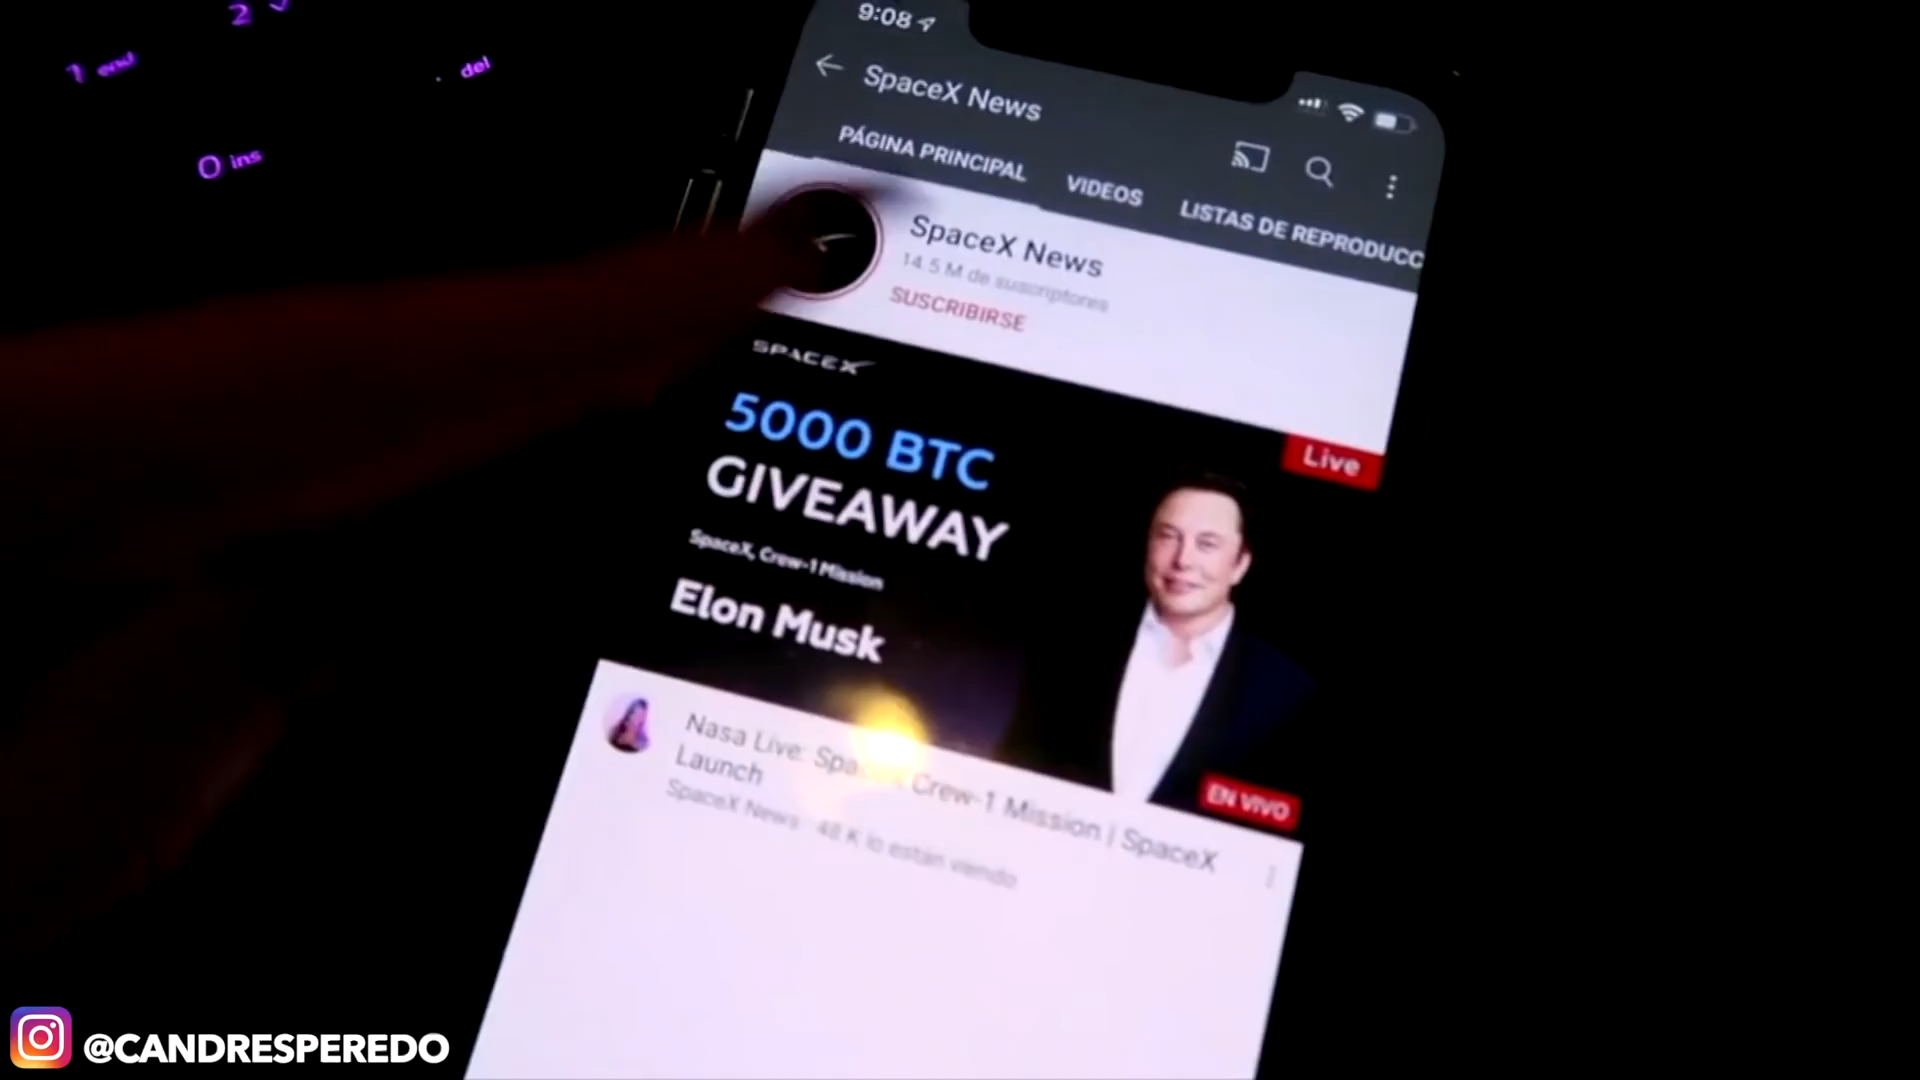 2
1 end
. del
0 ins
9:08
SpaceX News
PÁGINA PRINCIPAL VIDEOS LISTAS DE REPRODUCC
SpaceX News
14.5 M de suscriptores
SUSCRIBIRSE
SPACEX
Live
5000 BTC
GIVEAWAY
SpaceX, Crew-1 Mission
Elon Musk
EN VIVO
Nasa Live: Spa Crew-1 Mission | SpaceX
Launch
SpaceX News · 48 K lo están viendo
@CANDRESPEREDO